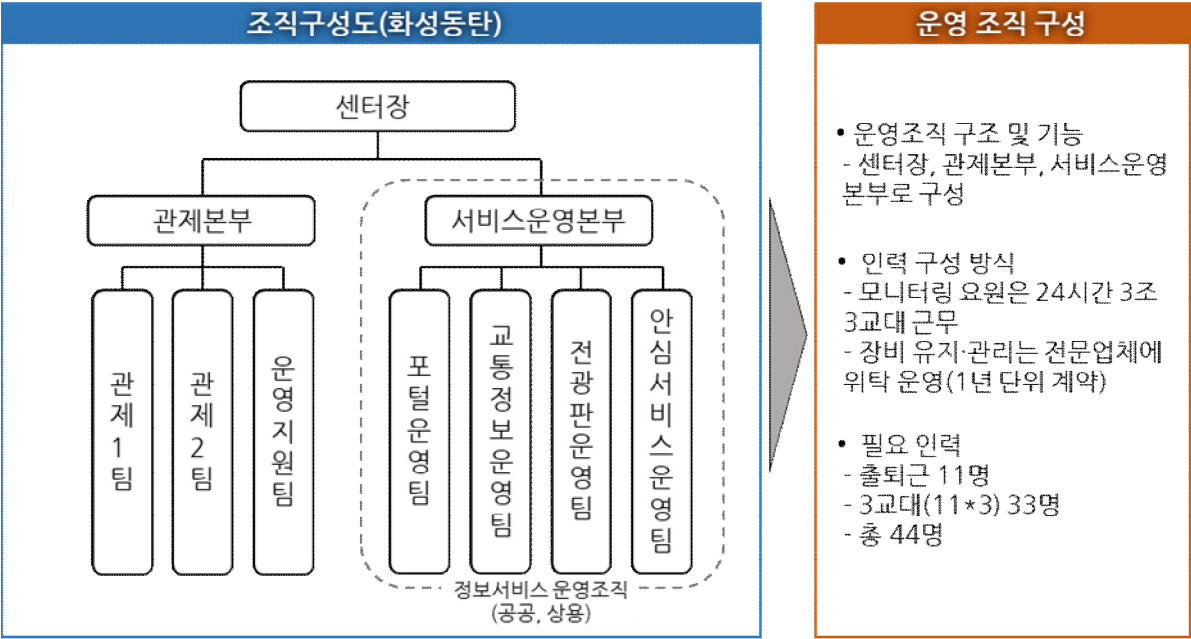 조직구성도(화성동탄)
센터장
관제본부
서비스운영본부
관제1팀
관제2팀
운영지원팀
포털운영팀
교통정보운영팀
전광판운영팀
안심서비스운영팀
정보서비스 운영조직
(공공, 상용)
운영 조직 구성
• 운영조직 구조 및 기능
- 센터장, 관제본부, 서비스운영
본부로 구성
• 인력 구성 방식
- 모니터링 요원은 24시간 3조
3교대 근무
- 장비 유지·관리는 전문업체에
위탁 운영(1년 단위 계약)
• 필요 인력
- 출퇴근 11명
- 3교대(11*3) 33명
- 총 44명